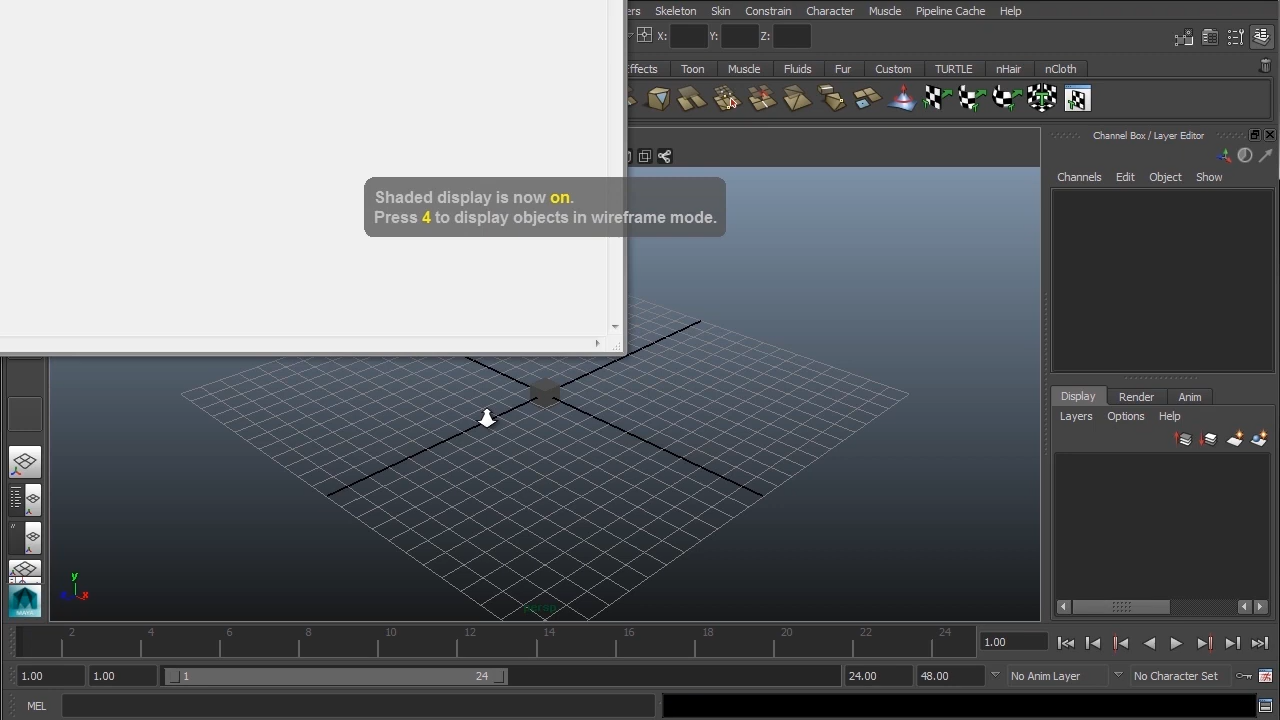 ers Skeleton Skin Constrain Character Muscle Pipeline Cache Help
X: Y: Z:
ffects Toon Muscle Fluids Fur Custom TURTLE nHair nCloth
Channel Box / Layer Editor
Channels Edit Object Show
Shaded display is now on.
Press 4 to display objects in wireframe mode.
Display Render Anim
Layers Options Help
y
x
persp
MAYA
2 4 6 8 10 12 14 16 18 20 22 24 1.00
1.00 1.00 1 24 24.00 48.00 No Anim Layer No Character Set
MEL